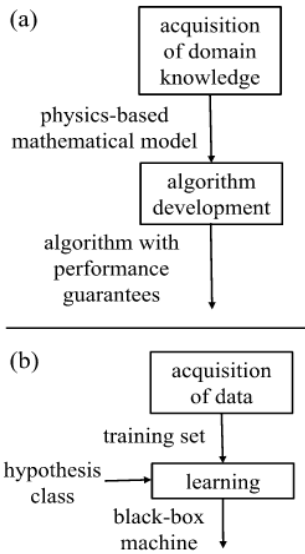 (a)
acquisition
of domain
knowledge
physics-based
mathematical model
algorithm
development
algorithm with
performance
guarantees
(b)
acquisition
of data
training set
hypothesis
class
learning
black-box
machine